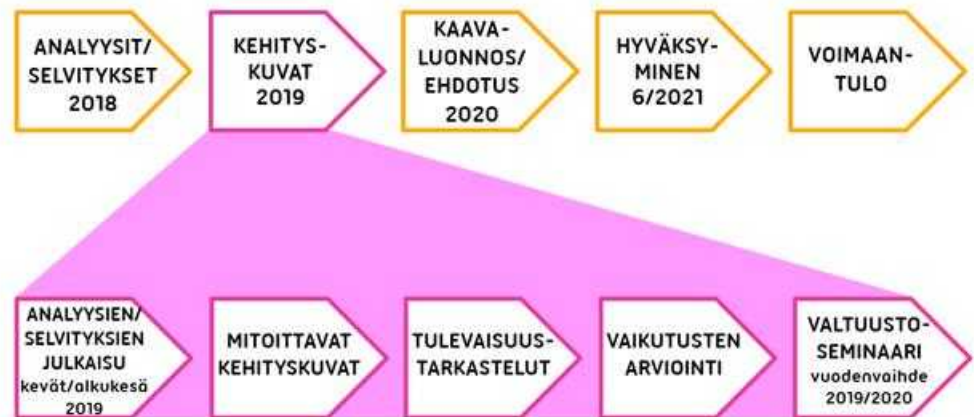 ANALYYSIT/
SELVITYKSET
2018
KEHITYS-
KUVAT
2019
KAAVA-
LUONNOS/
EHDOTUS
2020
HYVÄKSY-
MINEN
6/2021
VOIMAAN-
TULO
ANALYYSIEN/
SELVITYKSIEN
JULKAISU
kevät/alkukesä
2019
MITOITTAVAT
KEHITYSKUVAT
TULEVAISUUS-
TARKASTELUT
VAIKUTUSTEN
ARVIOINTI
VALTUUSTO-
SEMINAARI
vuodenvaihde
2019/2020